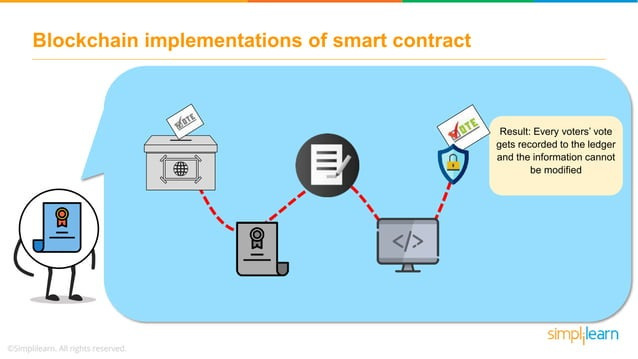 Blockchain implementations of smart contract
VOTE
VOTE
Result: Every voters’ vote
gets recorded to the ledger
and the information cannot
be modified
</>
simplilearn
©Simplilearn. All rights reserved.